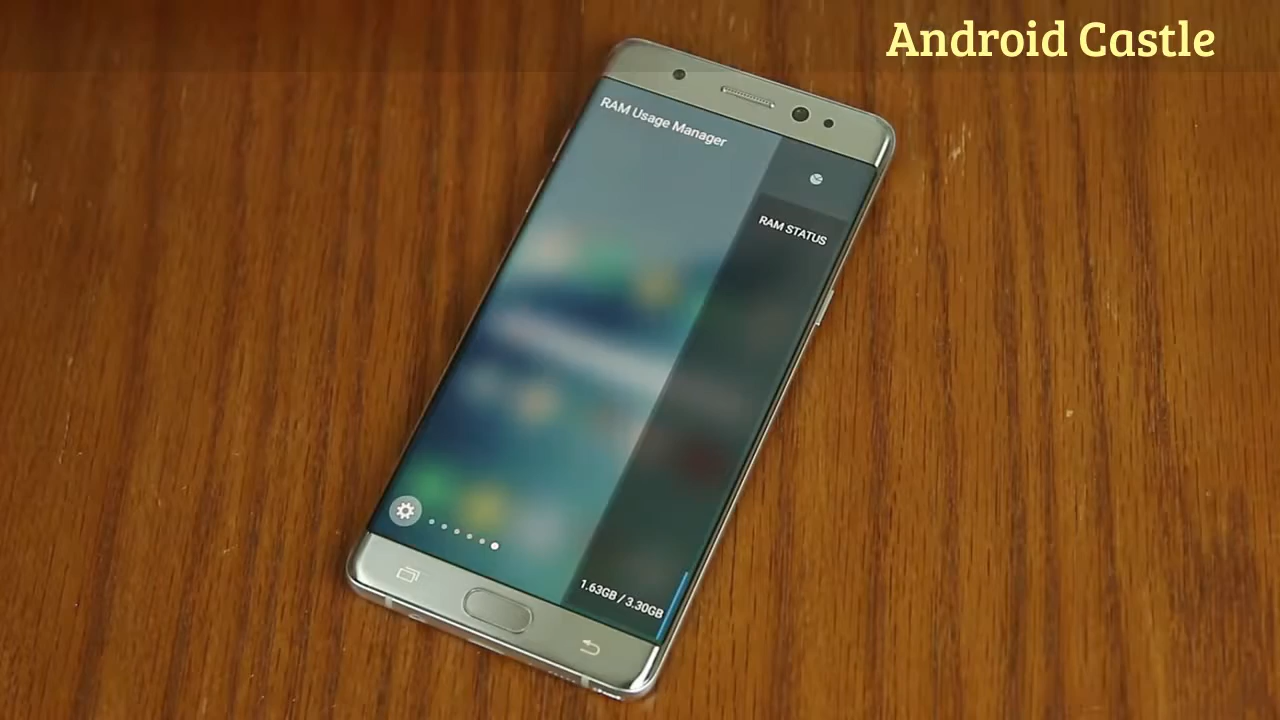 Android Castle
RAM Usage Manager
RAM STATUS
1.63GB / 3.30GB